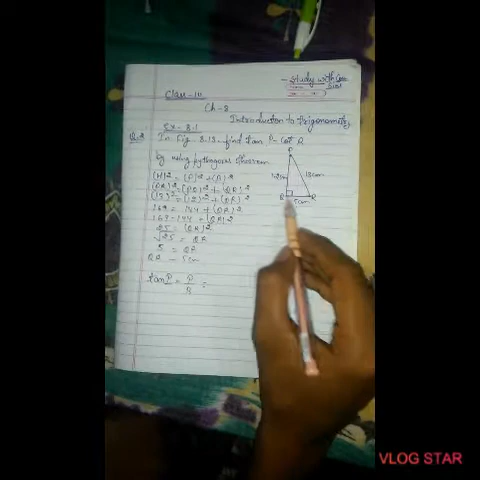 Study with
Class - 10
Ch-8
Introduction to Trigonometry
Ex - 8.1
Q.3 In Fig 8.13, find tan P - Cot R
P
by using pythagoras theorem
12cm 13cm
(H)² = (P)² + (B)²
(PR)² = (PQ)² + (QR)²
Q R
(13)² = (12)² + (QR)²
5cm
169 = 144 + (QR)²
169-144 = (QR)²
25 = (QR)²
√25 = QR
5 = QR
QR = 5cm
tan P = P/B =
VLOG STAR